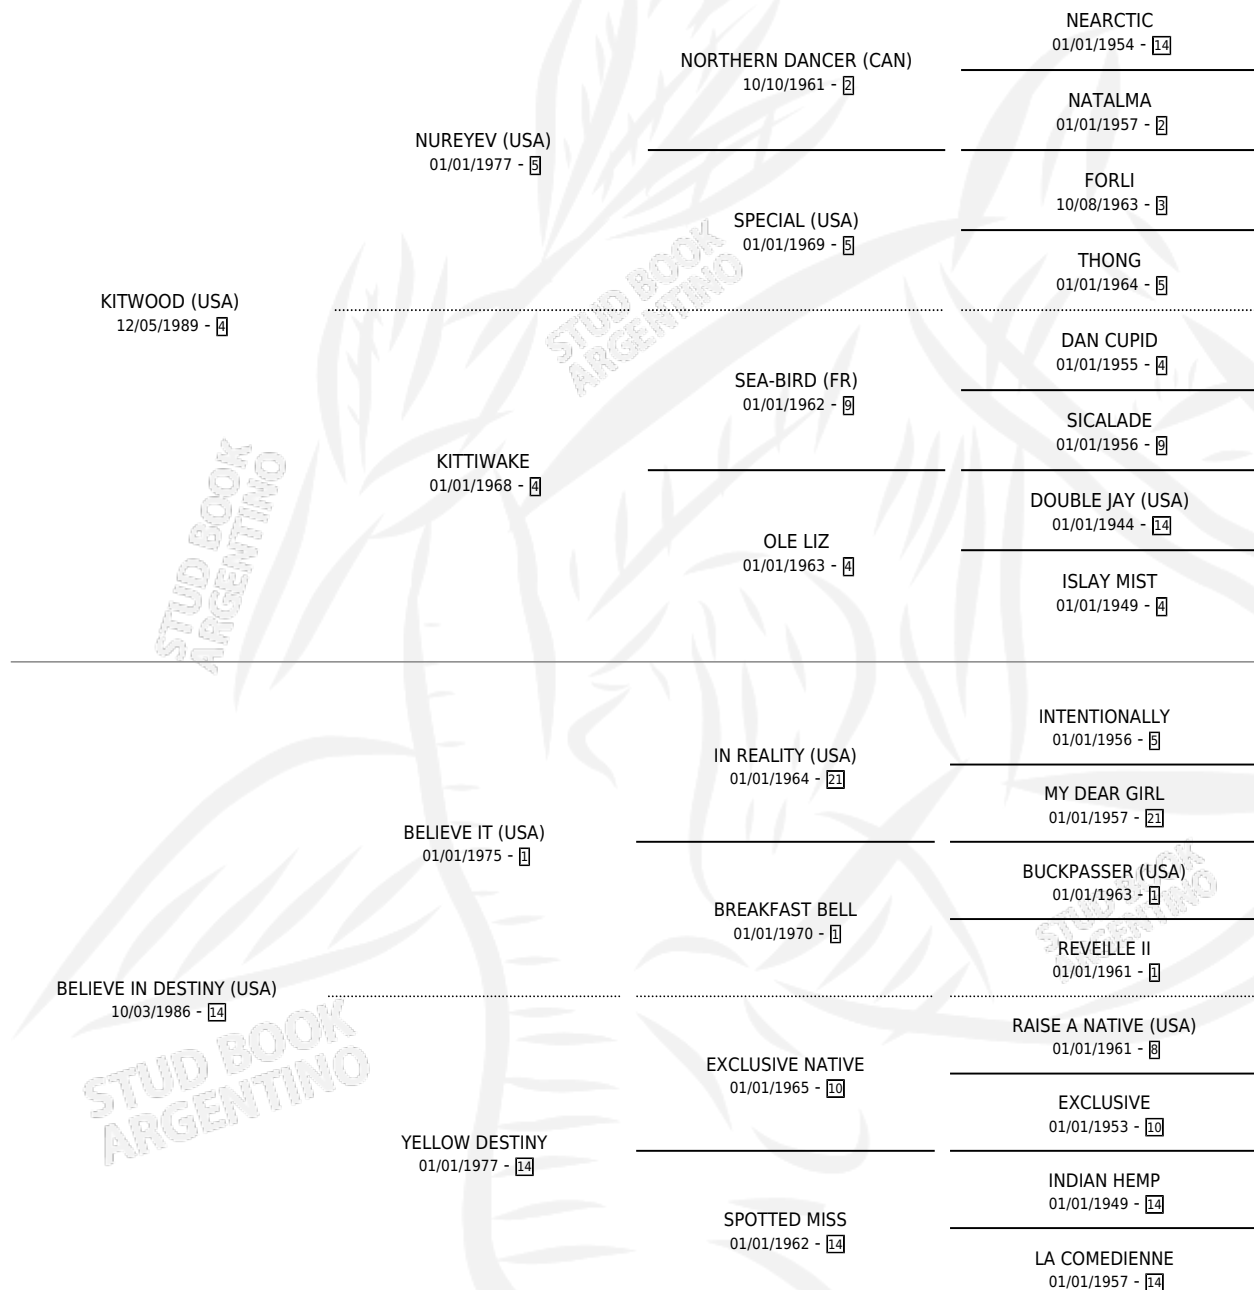 NEARCTIC
01/01/1954 - 14
NORTHERN DANCER (CAN)
10/10/1961 - 2
NATALMA
01/01/1957 - 2
NUREYEV (USA)
01/01/1977 - 5
FORLI
10/08/1963 - 3
SPECIAL (USA)
01/01/1969 - 5
THONG
01/01/1964 - 5
KITWOOD (USA)
12/05/1989 - 4
DAN CUPID
01/01/1955 - 4
SEA-BIRD (FR)
01/01/1962 - 9
SICALADE
01/01/1956 - 9
KITTIWAKE
01/01/1968 - 4
DOUBLE JAY (USA)
01/01/1944 - 14
OLE LIZ
01/01/1963 - 4
ISLAY MIST
01/01/1949 - 4
INTENTIONALLY
01/01/1956 - 5
IN REALITY (USA)
01/01/1964 - 21
MY DEAR GIRL
01/01/1957 - 21
BELIEVE IT (USA)
01/01/1975 - 1
BUCKPASSER (USA)
01/01/1963 - 1
BREAKFAST BELL
01/01/1970 - 1
REVEILLE II
01/01/1961 - 1
BELIEVE IN DESTINY (USA)
10/03/1986 - 14
RAISE A NATIVE (USA)
01/01/1961 - 8
EXCLUSIVE NATIVE
01/01/1965 - 10
EXCLUSIVE
01/01/1953 - 10
YELLOW DESTINY
01/01/1977 - 14
INDIAN HEMP
01/01/1949 - 14
SPOTTED MISS
01/01/1962 - 14
LA COMEDIENNE
01/01/1957 - 14
STUD BOOK
ARGENTINO
STUD BOOK
ARGENTINO
STUD BOOK
ARGENTINO
STUD BOOK
ARGENTINO